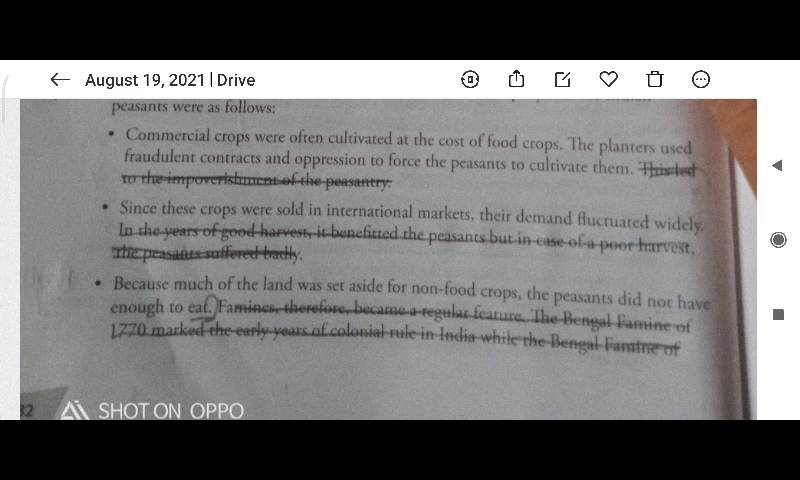 August 19, 2021 | Drive
peasants were as follows:
• Commercial crops were often cultivated at the cost of food crops. The planters used
fraudulent contracts and oppression to force the peasants to cultivate them. This led
to the impoverishment of the peasantry.
• Since these crops were sold in international markets, their demand fluctuated widely.
In the years of good harvest, it benefitted the peasants but in case of a poor harvest,
the peasants suffered badly.
• Because much of the land was set aside for non-food crops, the peasants did not have
enough to eat. Famines, therefore, became a regular feature. The Bengal Famine of
1770 marked the early years of colonial rule in India while the Bengal Famine of
32
SHOT ON OPPO